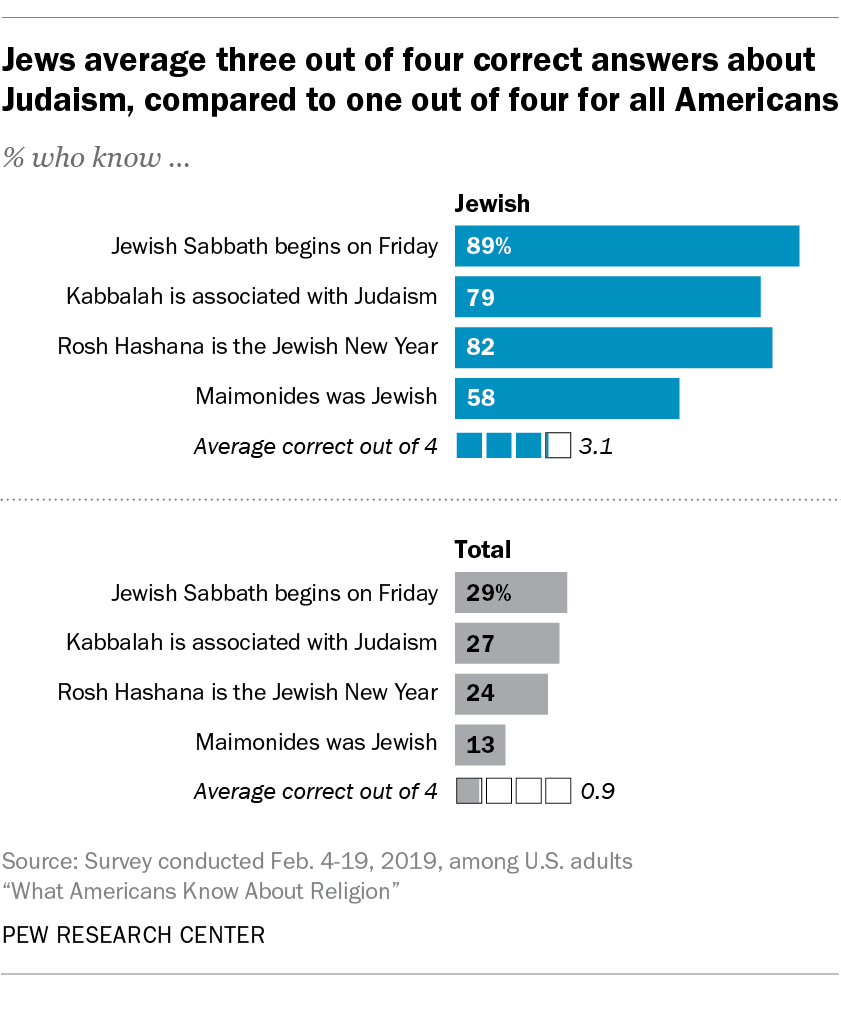 Jews average three out of four correct answers about
Judaism, compared to one out of four for all Americans
% who know ...
Jewish
Jewish Sabbath begins on Friday 89%
Kabbalah is associated with Judaism 79
Rosh Hashana is the Jewish New Year 82
Maimonides was Jewish 58
Average correct out of 4 3.1
Total
Jewish Sabbath begins on Friday 29%
Kabbalah is associated with Judaism 27
Rosh Hashana is the Jewish New Year 24
Maimonides was Jewish 13
Average correct out of 4 0.9
Source: Survey conducted Feb. 4-19, 2019, among U.S. adults
“What Americans Know About Religion”
PEW RESEARCH CENTER